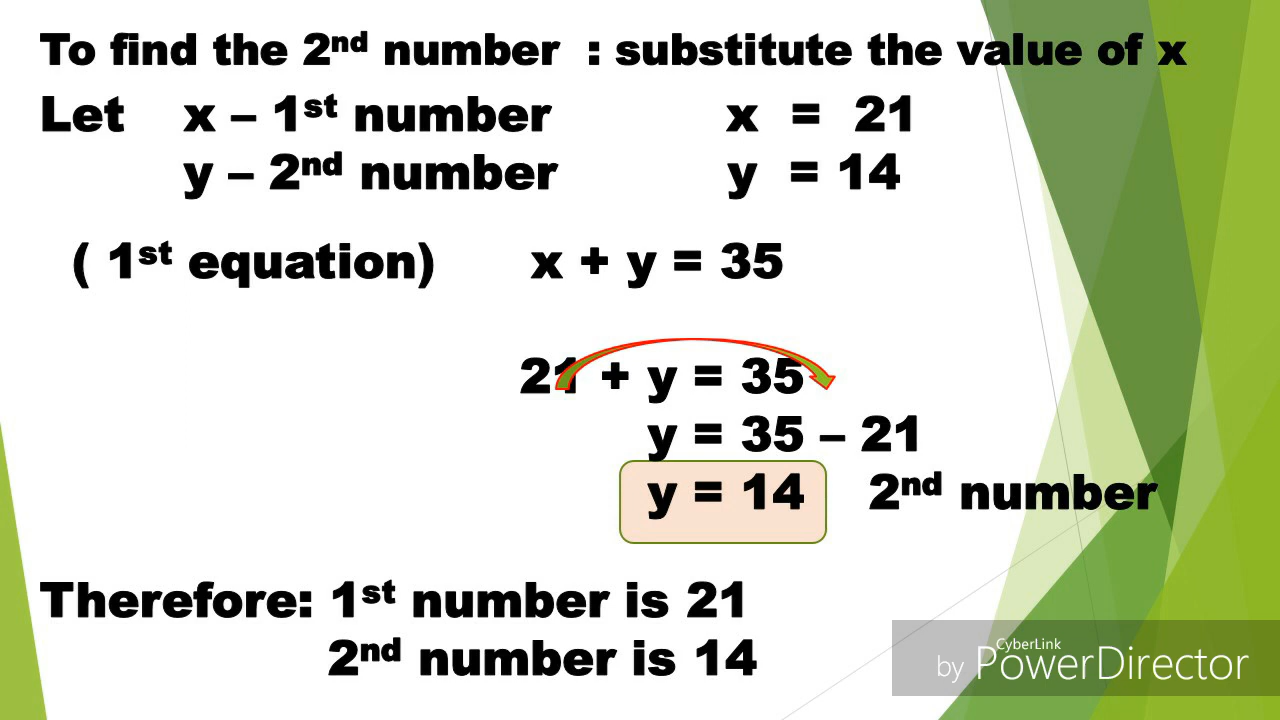 To find the 2nd number : substitute the value of x
Let x – 1st number x = 21
y – 2nd number y = 14
( 1st equation) x + y = 35
21 + y = 35
y = 35 – 21
y = 14 2nd number
Therefore: 1st number is 21
2nd number is 14
CyberLink
by PowerDirector